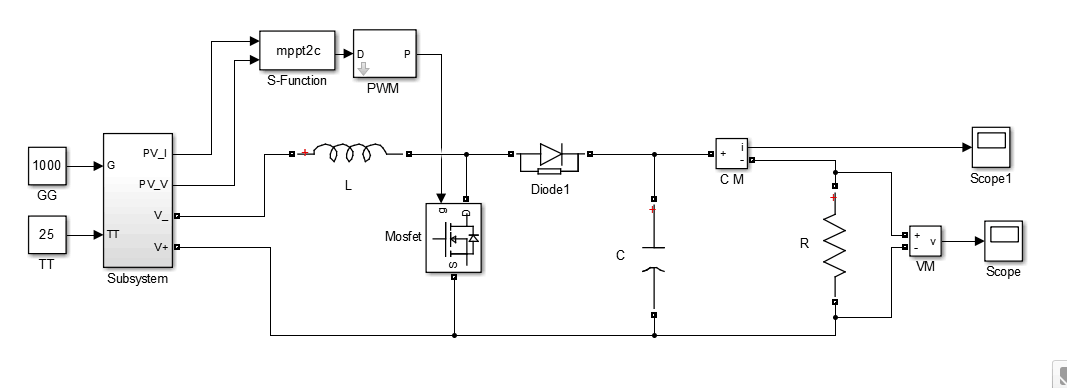 mppt2c
S-Function
D
P
PWM
1000
GG
25
TT
G
TT
PV_I
PV_V
V_
V+
Subsystem
+
L
Mosfet
g
D
S
Diode1
+
C
+
i
-
C M
+
R
+
-
v
VM
Scope1
Scope